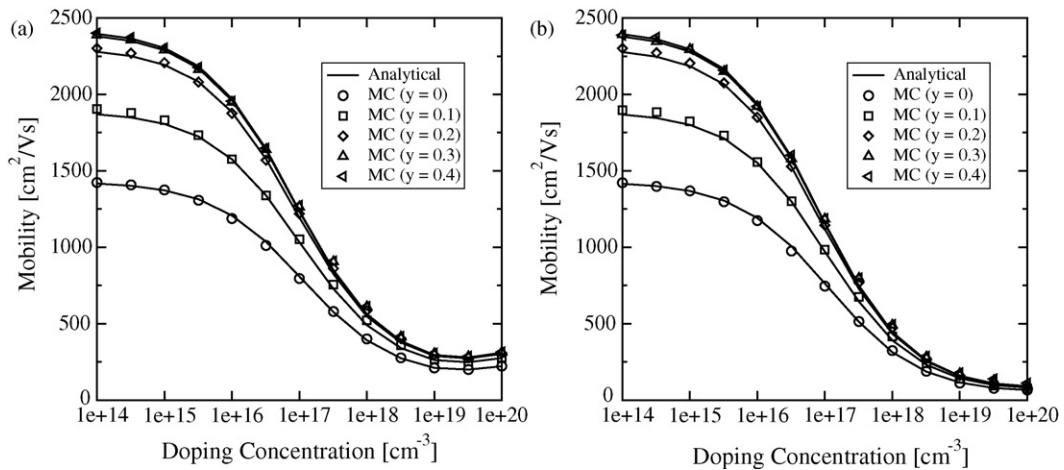 (a)
Mobility [cm²/Vs]
2500
2000
1500
1000
500
0
Analytical
MC (y = 0)
MC (y = 0.1)
MC (y = 0.2)
MC (y = 0.3)
MC (y = 0.4)
1e+14 1e+15 1e+16 1e+17 1e+18 1e+19 1e+20
Doping Concentration [cm⁻³]
(b)
Mobility [cm²/Vs]
2500
2000
1500
1000
500
0
Analytical
MC (y = 0)
MC (y = 0.1)
MC (y = 0.2)
MC (y = 0.3)
MC (y = 0.4)
1e+14 1e+15 1e+16 1e+17 1e+18 1e+19 1e+20
Doping Concentration [cm⁻³]